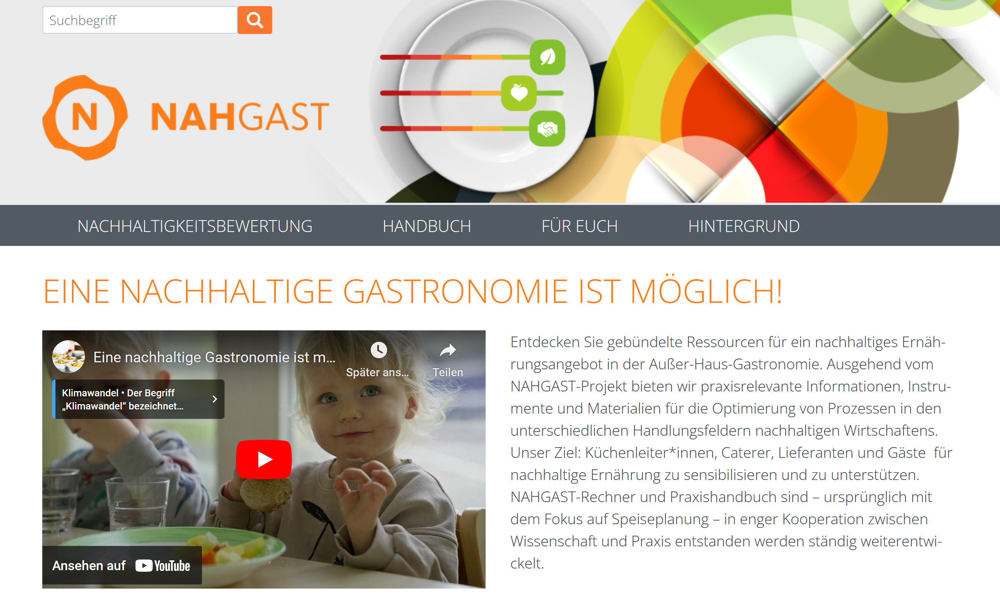 Suchbegriff
N NAHGAST
NACHHALTIGKEITSBEWERTUNG HANDBUCH FÜR EUCH HINTERGRUND
EINE NACHHALTIGE GASTRONOMIE IST MÖGLICH!
Eine nachhaltige Gastronomie ist m...
Später ans... Teilen
Klimawandel • Der Begriff
„Klimawandel“ bezeichnet...
Ansehen auf YouTube
Entdecken Sie gebündelte Ressourcen für ein nachhaltiges Ernäh-
rungsangebot in der Außer-Haus-Gastronomie. Ausgehend vom
NAHGAST-Projekt bieten wir praxisrelevante Informationen, Instru-
mente und Materialien für die Optimierung von Prozessen in den
unterschiedlichen Handlungsfeldern nachhaltigen Wirtschaftens.
Unser Ziel: Küchenleiter*innen, Caterer, Lieferanten und Gäste  für
nachhaltige Ernährung zu sensibilisieren und zu unterstützen.
NAHGAST-Rechner und Praxishandbuch sind – ursprünglich mit
dem Fokus auf Speiseplanung – in enger Kooperation zwischen
Wissenschaft und Praxis entstanden werden ständig weiterentwi-
ckelt.